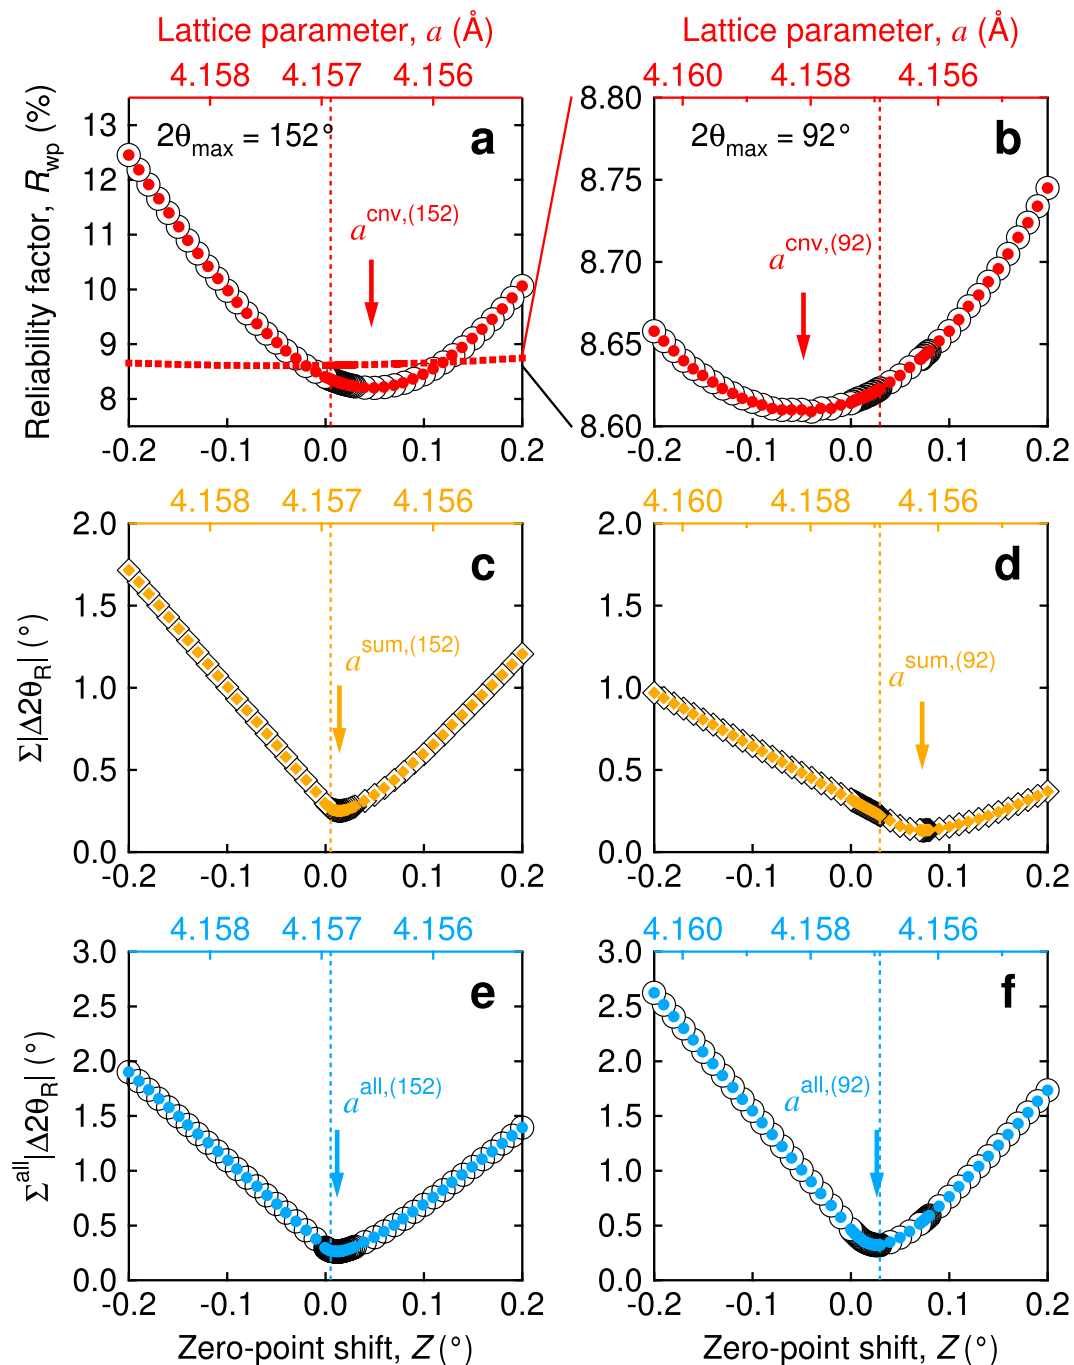 Lattice parameter, a (Å)
4.158 4.157 4.156
Reliability factor, Rwp (%)
13
12
11
10
9
8
2θmax = 152°
a
a cnv,(152)
-0.2 -0.1 0.0 0.1 0.2
Lattice parameter, a (Å)
4.160 4.158 4.156
8.80
8.75
8.70
8.65
8.60
2θmax = 92°
b
a cnv,(92)
-0.2 -0.1 0.0 0.1 0.2
4.158 4.157 4.156
Σ|Δ2θR| (°)
2.0
1.5
1.0
0.5
0.0
c
a sum,(152)
-0.2 -0.1 0.0 0.1 0.2
4.160 4.158 4.156
2.0
1.5
1.0
0.5
0.0
d
a sum,(92)
-0.2 -0.1 0.0 0.1 0.2
4.158 4.157 4.156
Σall|Δ2θR| (°)
3.0
2.5
2.0
1.5
1.0
0.5
0.0
e
a all,(152)
-0.2 -0.1 0.0 0.1 0.2
Zero-point shift, Z (°)
4.160 4.158 4.156
3.0
2.5
2.0
1.5
1.0
0.5
0.0
f
a all,(92)
-0.2 -0.1 0.0 0.1 0.2
Zero-point shift, Z (°)